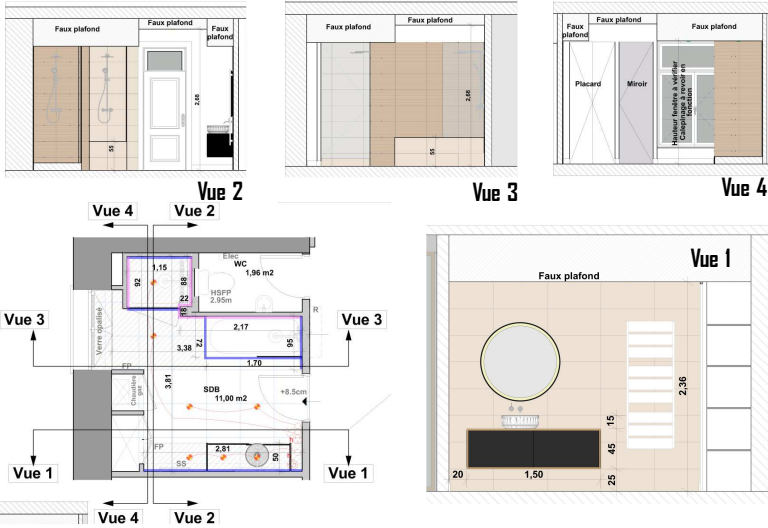 Faux plafond
Faux plafond
Faux
plafond
2,68
55
Vue 2
Faux plafond
Faux plafond
2,68
55
Vue 3
Faux
plafond
Faux plafond
Faux plafond
Placard
Miroir
Hauteur fenêtre à vérifier
Calepinage à revoir en
fonction
Vue 4
Vue 4
Vue 2
Elec
WC
1,96 m2
1,15
92
88
HSFP
2.95m
22
18
R
Vue 3
Vue 3
Verre opalisé
2,17
3,38
72
95
1,70
FP
3,81
Chaudière
gaz
SDB
11,00 m2
+8.5cm
FP
2,81
50
SS
Vue 1
Vue 1
Vue 4
Vue 2
Vue 1
Faux plafond
2,36
15
45
25
20
1,50